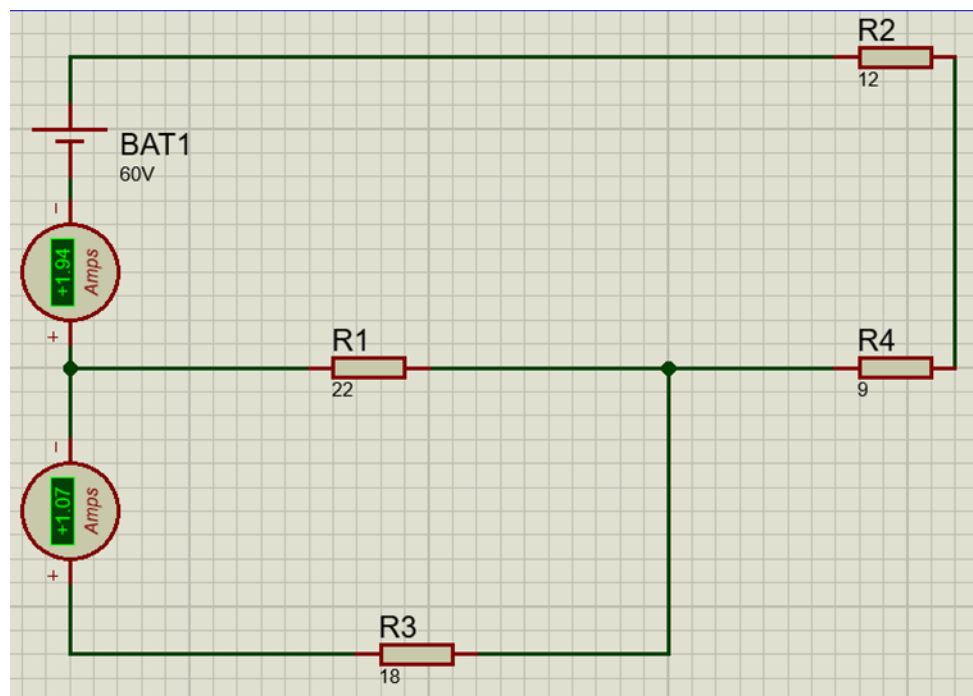 R2
12
BAT1
60V
−
+1.94
Amps
+
R1
22
R4
9
−
+1.07
Amps
+
R3
18